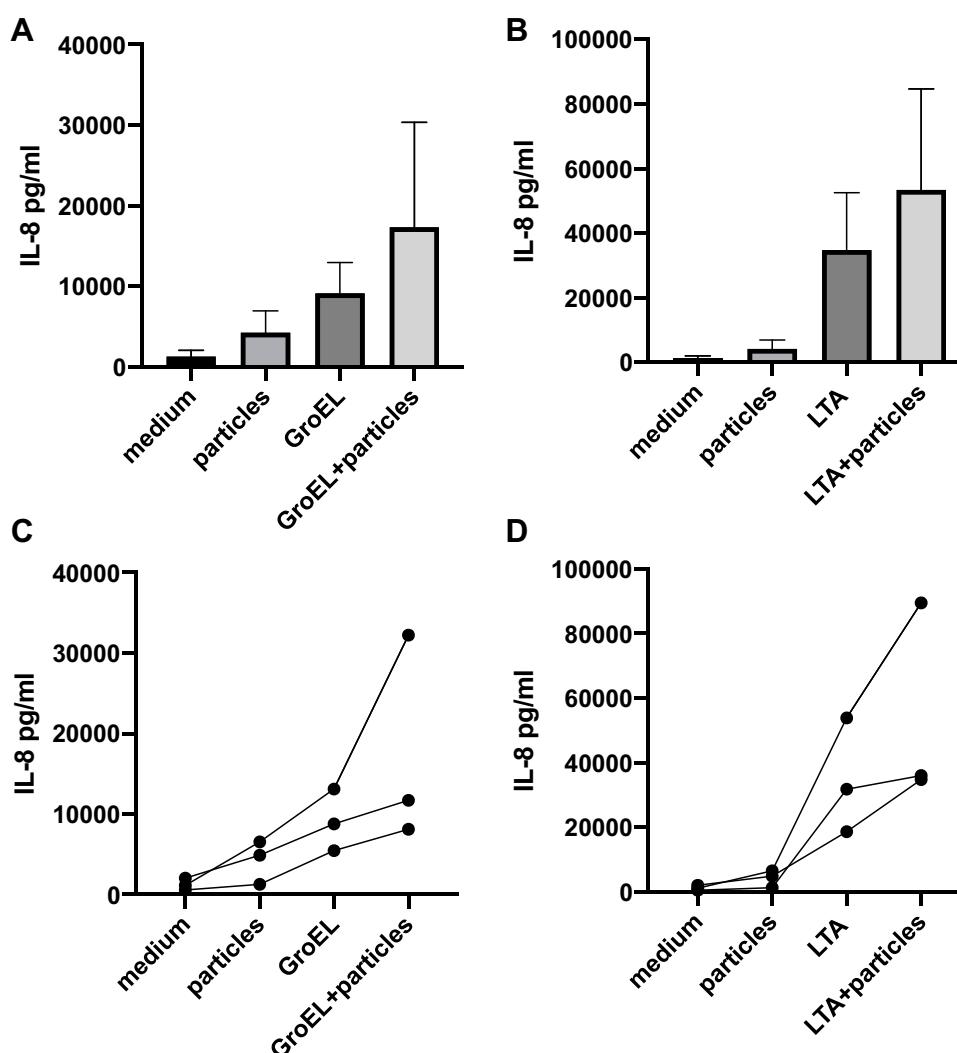 A
IL-8 pg/ml
40000
30000
20000
10000
0
medium
particles
GroEL
GroEL+particles
B
IL-8 pg/ml
100000
80000
60000
40000
20000
0
medium
particles
LTA
LTA+particles
C
IL-8 pg/ml
40000
30000
20000
10000
0
medium
particles
GroEL
GroEL+particles
D
IL-8 pg/ml
100000
80000
60000
40000
20000
0
medium
particles
LTA
LTA+particles